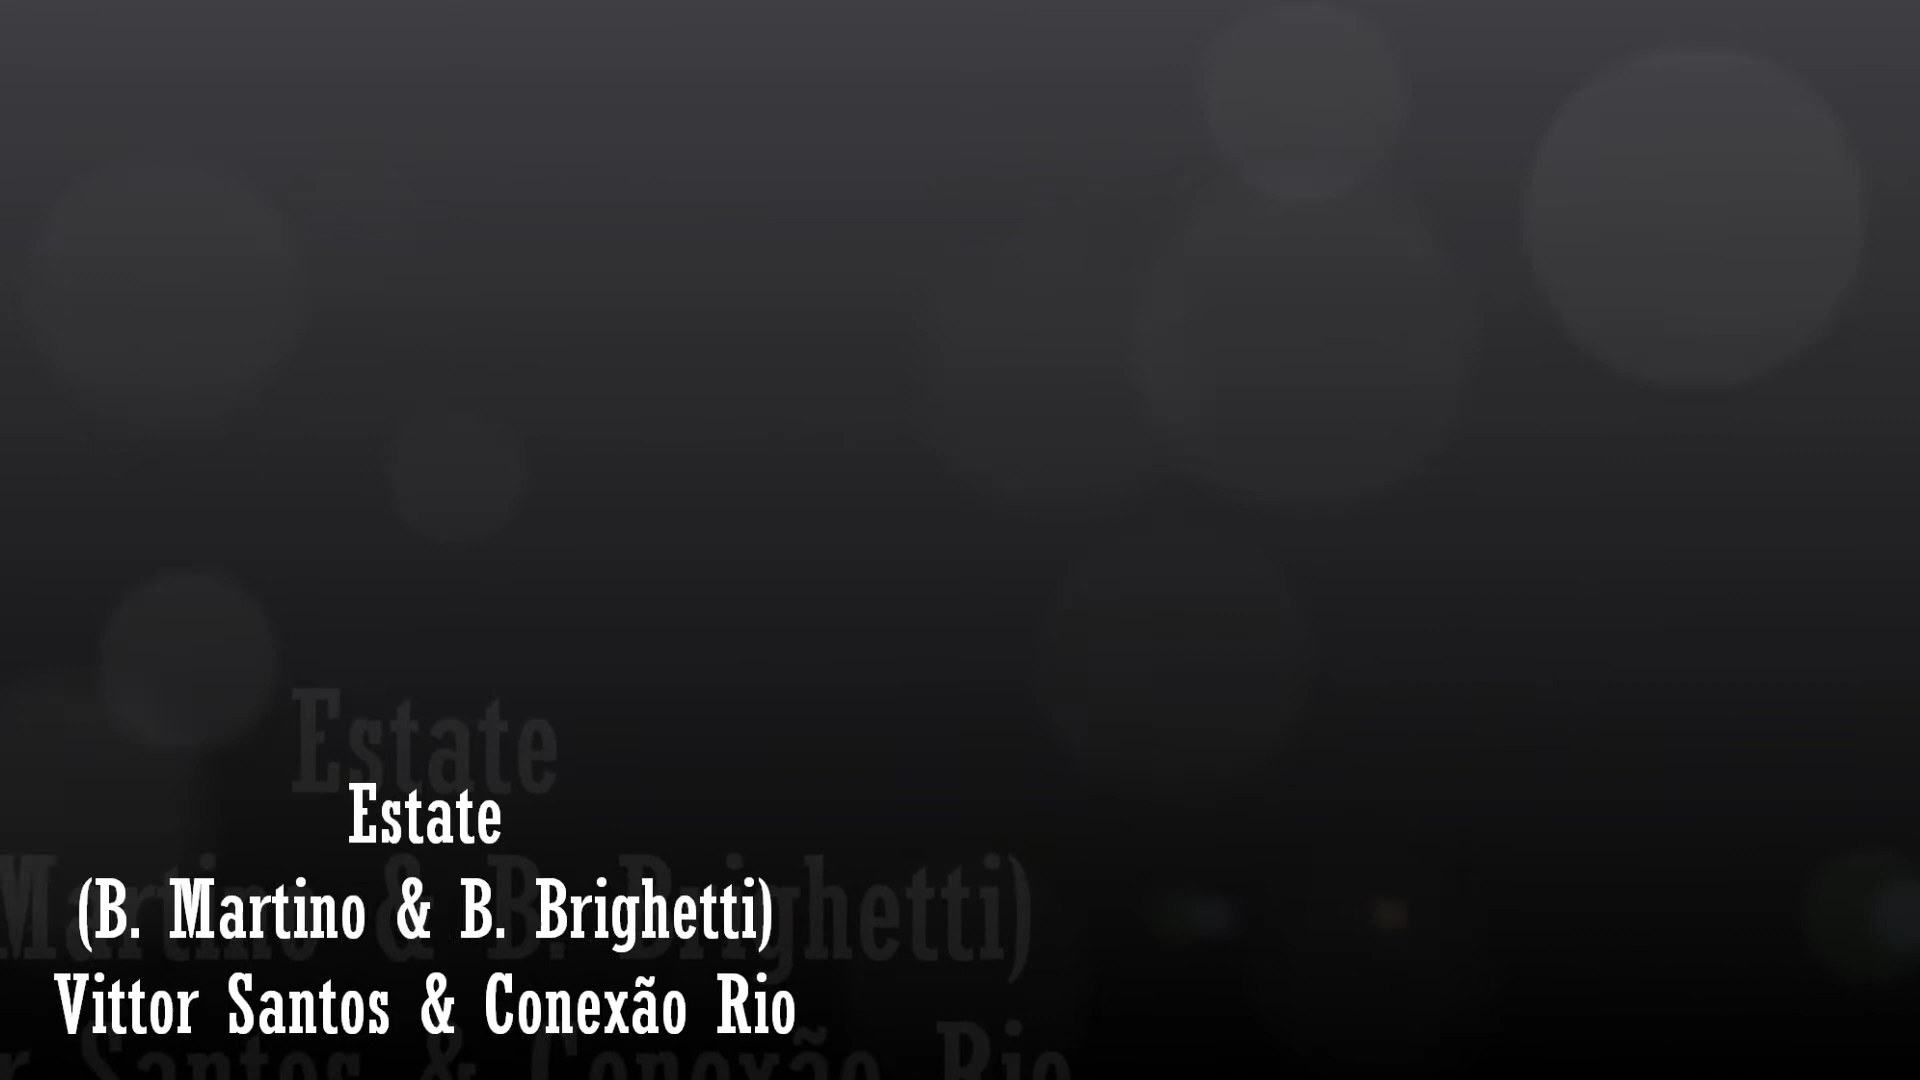 Estate
(B. Martino & B. Brighetti)
Vittor Santos & Conexão Rio